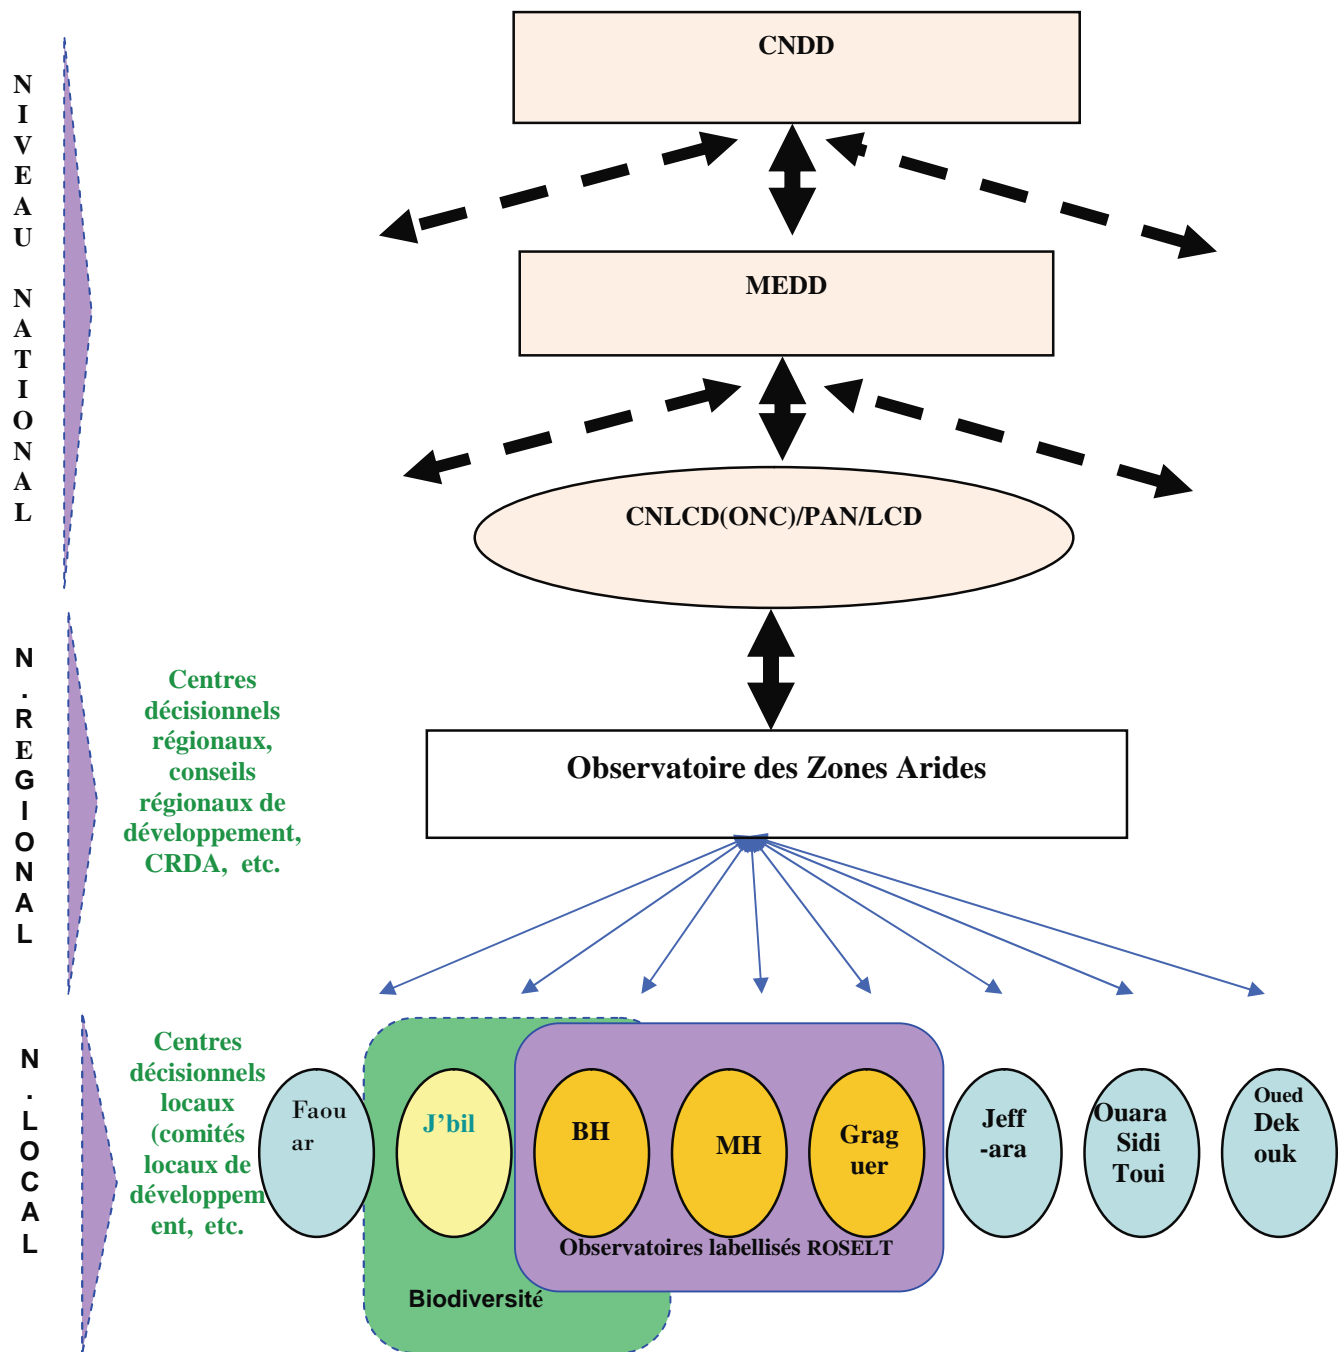 NIVEAU NATIONAL
CNDD
MEDD
CNLCD(ONC)/PAN/LCD
N.REGIONAL
Centres
décisionnels
régionaux,
conseils
régionaux de
développement,
CRDA, etc.
Observatoire des Zones Arides
N.LOCAL
Centres
décisionnels
locaux
(comités
locaux de
développem
ent, etc.
Faou
ar
J’bil
BH
MH
Grag
uer
Jeff
-ara
Ouara
Sidi
Toui
Oued
Dek
ouk
Observatoires labellisés ROSELT
Biodiversité